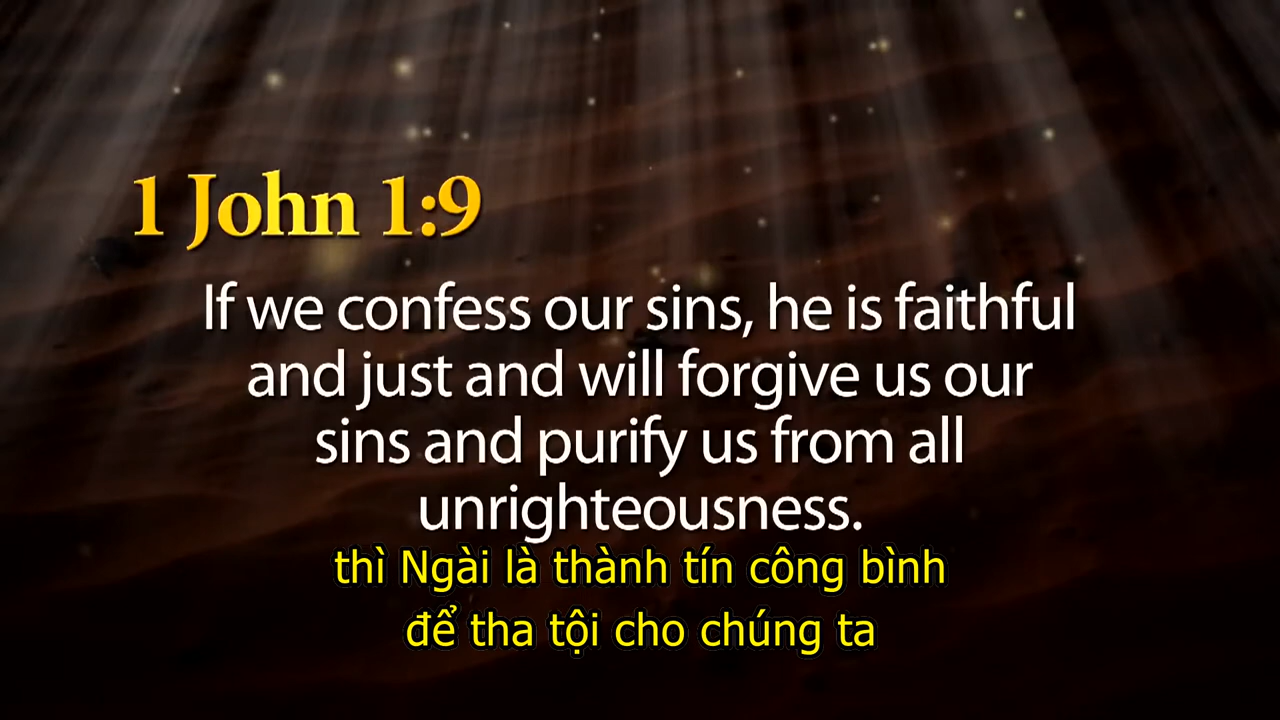 1 John 1:9
If we confess our sins, he is faithful
and just and will forgive us our
sins and purify us from all
unrighteousness.
thì Ngài là thành tín công bình
để tha tội cho chúng ta